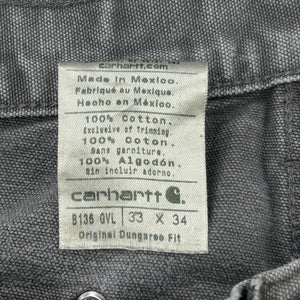 carhartt.com
Made in Mexico.
Fabriqué au Mexique.
Hecho en México.
100% Cotton.
Exclusive of Trimming.
100% Coton.
Sans garniture.
100% Algodón.
Sin incluir adorno.
carhartt
B136 GVL 33 X 34
Original Dungaree Fit